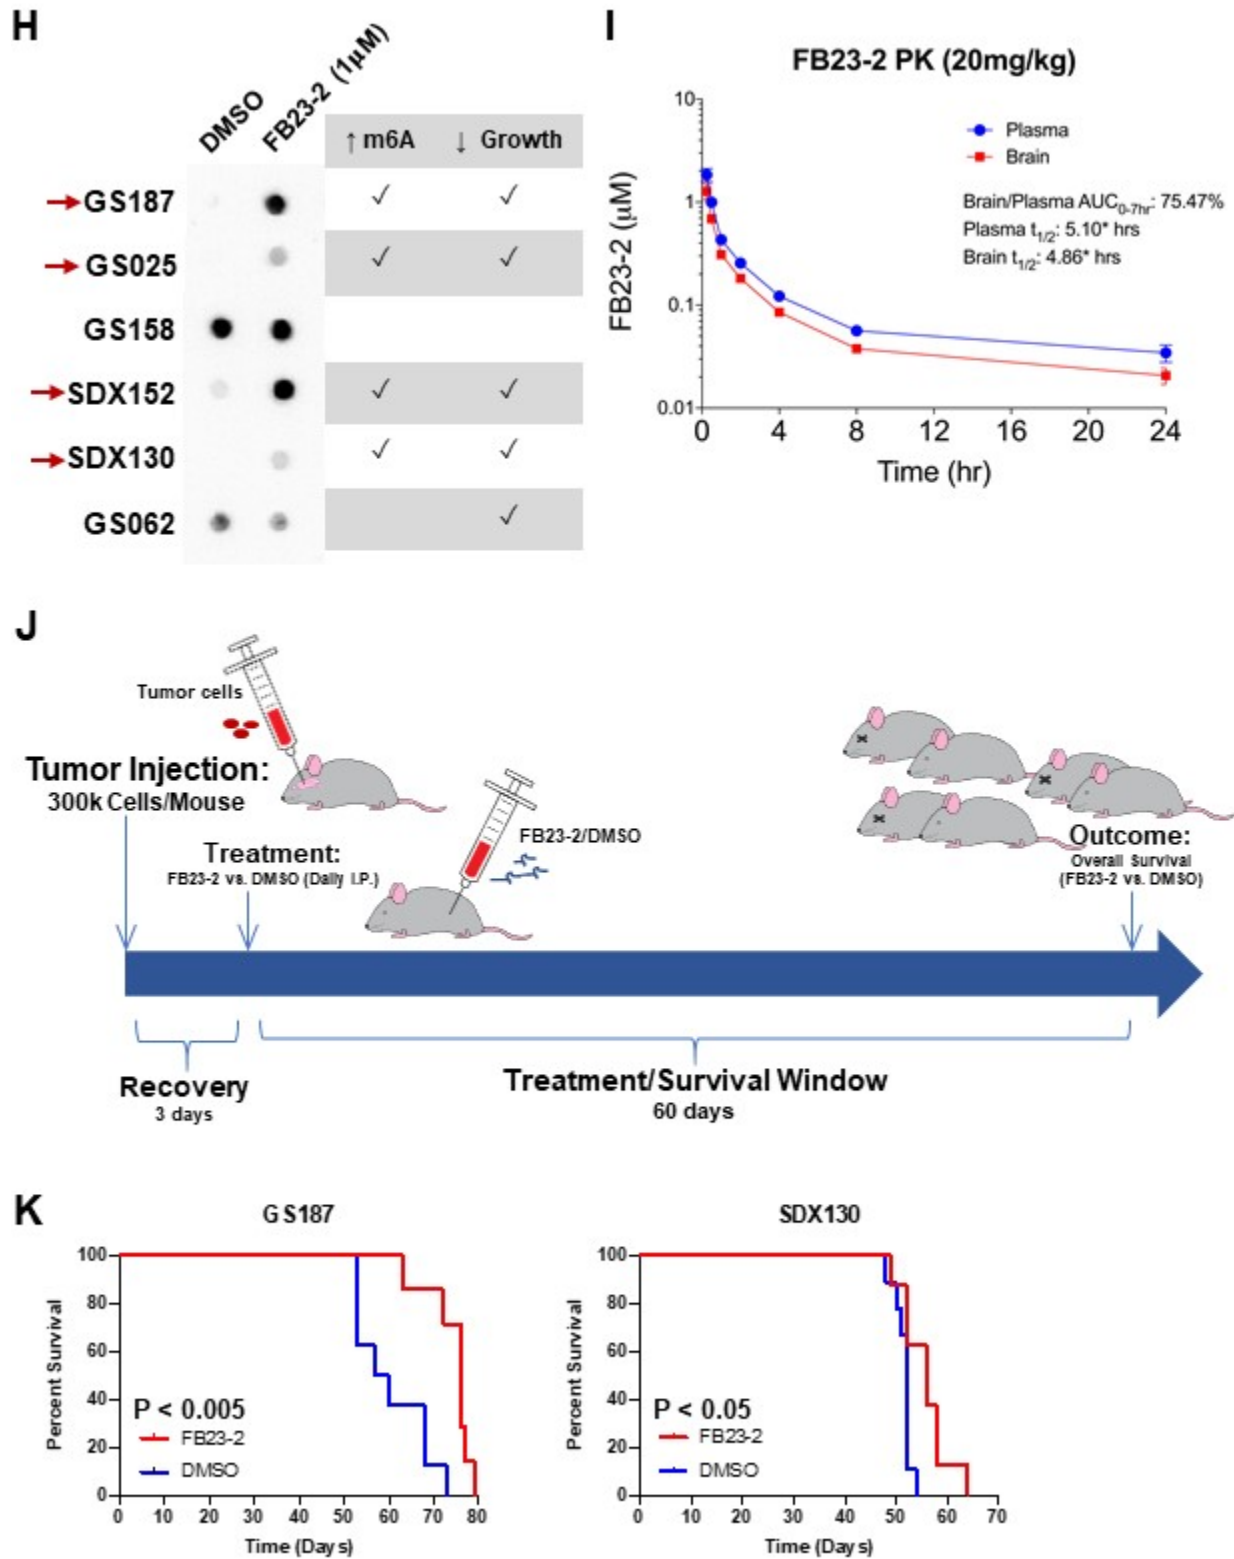 H
DMSO
FB23-2 (1μM)
↑ m6A ↓ Growth
GS187 ✓ ✓
GS025 ✓ ✓
GS158
SDX152 ✓ ✓
SDX130 ✓ ✓
GS062 ✓
I
FB23-2 PK (20mg/kg)
FB23-2 (μM)
10
1
0.1
0.01
Plasma
Brain
Brain/Plasma AUC0-7hr: 75.47%
Plasma t1/2: 5.10* hrs
Brain t1/2: 4.86* hrs
0 4 8 12 16 20 24
Time (hr)
J
Tumor cells
Tumor Injection:
300k Cells/Mouse
Treatment:
FB23-2 vs. DMSO (Daily I.P.)
FB23-2/DMSO
Outcome:
Overall Survival
(FB23-2 vs. DMSO)
Recovery
3 days
Treatment/Survival Window
60 days
K
GS187
Percent Survival
100
80
60
40
20
0
P < 0.005
FB23-2
DMSO
0 10 20 30 40 50 60 70 80
Time (Days)
SDX130
Percent Survival
100
80
60
40
20
0
P < 0.05
FB23-2
DMSO
0 10 20 30 40 50 60 70
Time (Days)